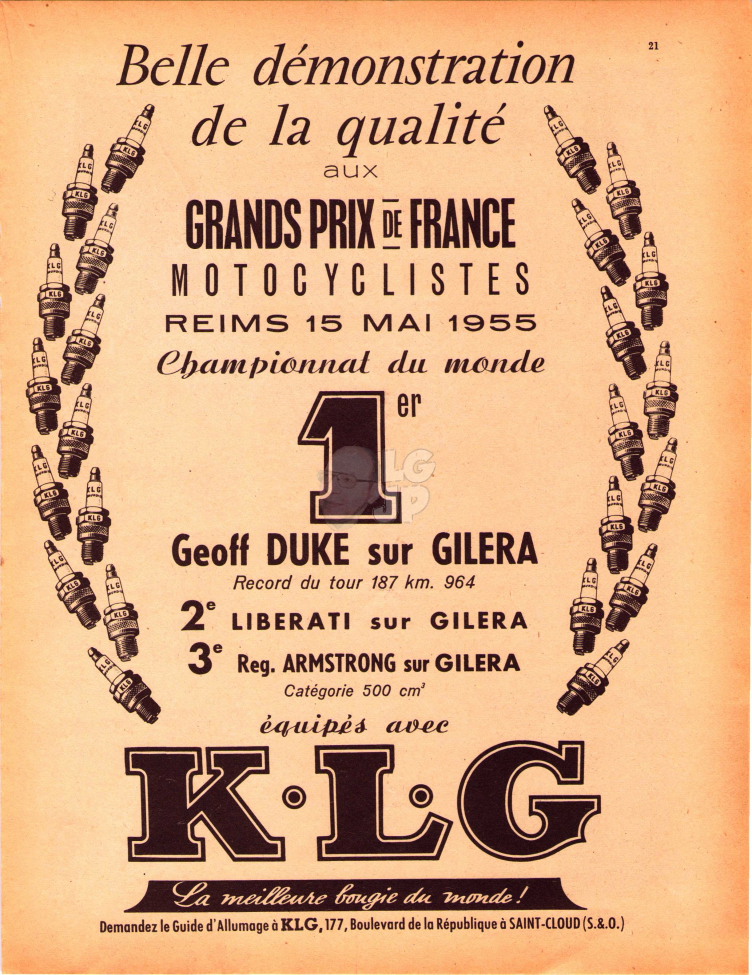 21
Belle démonstration
de la qualité
aux
GRANDS PRIX DE FRANCE
MOTOCYCLISTES
REIMS 15 MAI 1955
Championnat du monde
1er
LG
JP
Geoff DUKE sur GILERA
Record du tour 187 km. 964
2e LIBERATI sur GILERA
3e Reg. ARMSTRONG sur GILERA
Catégorie 500 cm3
équipés avec
K.L.G
La meilleure bougie du monde!
Demandez le Guide d'Allumage à KLG, 177, Boulevard de la République à SAINT-CLOUD (S.&O.)